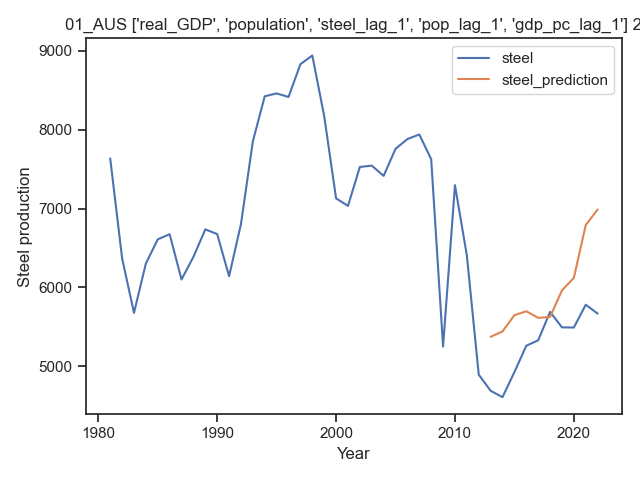 01_AUS ['real_GDP', 'population', 'steel_lag_1', 'pop_lag_1', 'gdp_pc_lag_1'] 2
steel
steel_prediction
9000
8000
7000
6000
5000
Steel production
1980
1990
2000
2010
2020
Year